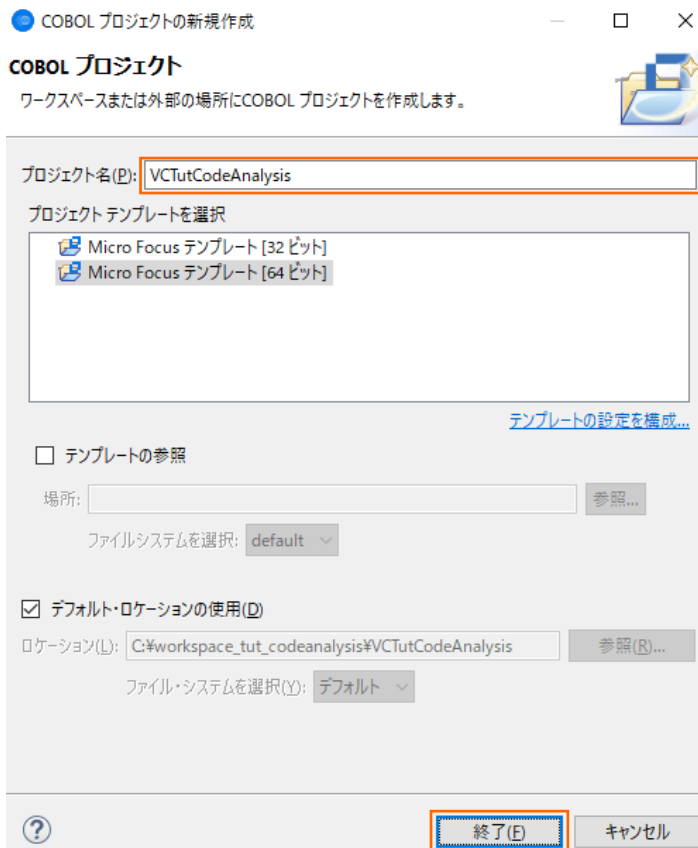 COBOL プロジェクトの新規作成
COBOL プロジェクト
ワークスペースまたは外部の場所にCOBOL プロジェクトを作成します。
プロジェクト名(P): VCTutCodeAnalysis
プロジェクト テンプレートを選択
Micro Focus テンプレート [32 ビット]
Micro Focus テンプレート [64 ビット]
テンプレートの設定を構成...
テンプレートの参照
場所: 参照...
ファイルシステムを選択: default
デフォルト・ロケーションの使用(D)
ロケーション(L): C:¥workspace_tut_codeanalysis¥VCTutCodeAnalysis 参照(R)...
ファイル・システムを選択(Y): デフォルト
? 終了(F) キャンセル